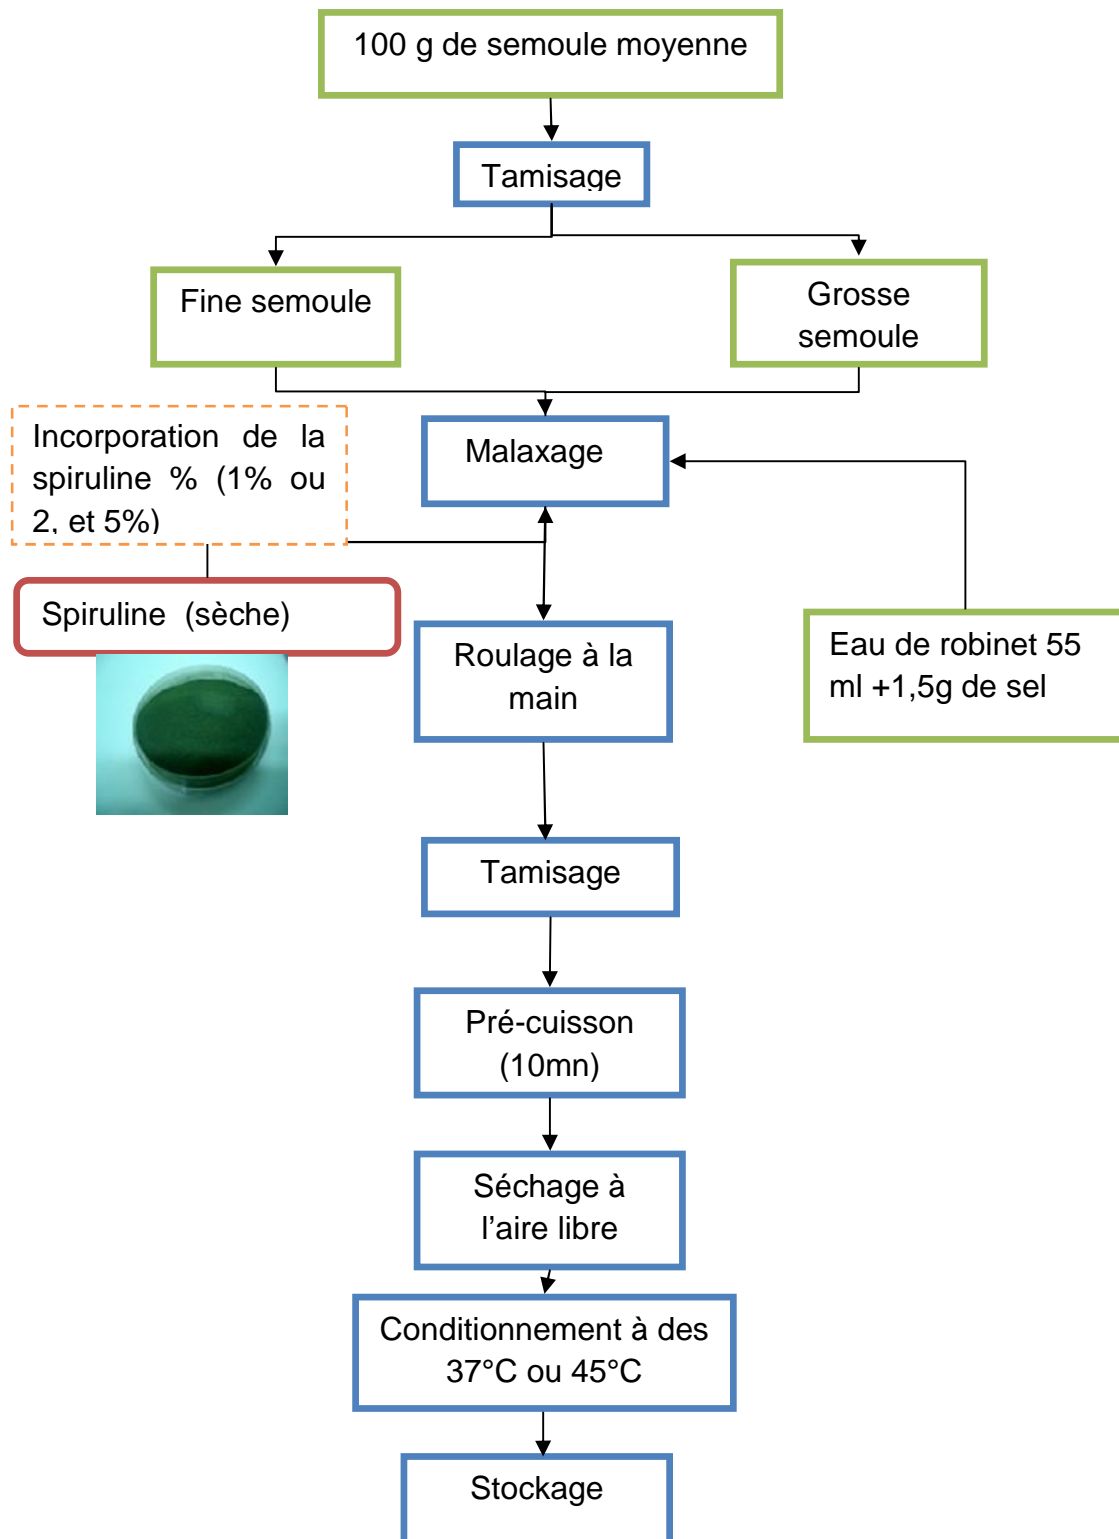 100 g de semoule moyenne
Tamisage
Fine semoule
Grosse
semoule
Incorporation de la
spiruline % (1% ou
2, et 5%)
Malaxage
Spiruline (sèche)
Roulage à la
main
Eau de robinet 55
ml +1,5g de sel
Tamisage
Pré-cuisson
(10mn)
Séchage à
l’aire libre
Conditionnement à des
37°C ou 45°C
Stockage